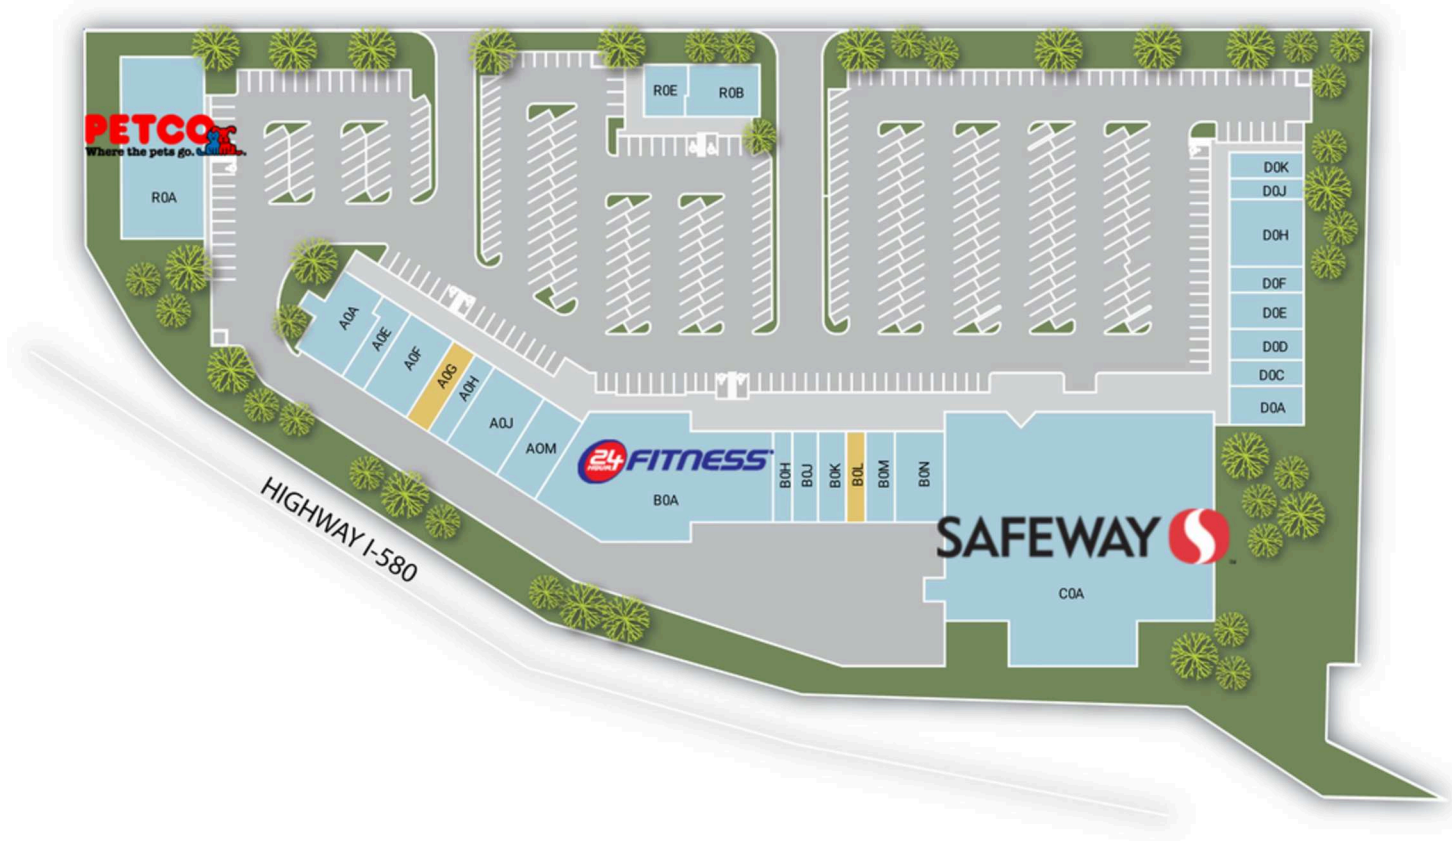 R0E
R0B
PETCO
Where the pets go.
R0A
D0K
D0J
D0H
D0F
D0E
D0D
D0C
D0A
A0A
A0E
A0F
A0G
A0H
A0J
A0M
24
HOUR
FITNESS
B0A
B0H
B0J
B0K
B0L
B0M
B0N
SAFEWAY
C0A
HIGHWAY I-580